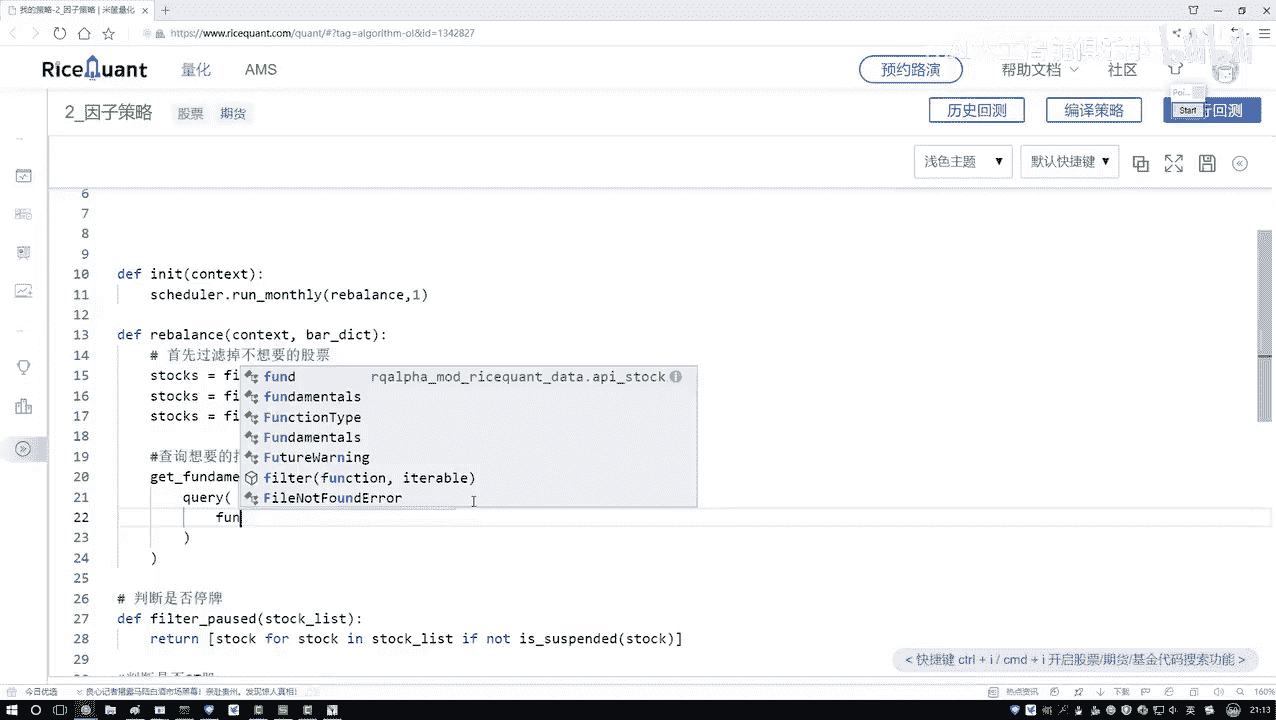 我的策略-2_因子策略 | 米筐量化
https://www.ricequant.com/quant/#?tag=algorithm-ol&id=1342827
RiceQuant 量化 AMS 预约路演 帮助文档 社区
Poi...
2_因子策略 股票 期货 历史回测 编译策略 Start 行回测
浅色主题 默认快捷键
6
7
8
9
10 def init(context):
11 scheduler.run_monthly(rebalance,1)
12
13 def rebalance(context, bar_dict):
14 # 首先过滤掉不想要的股票
15 stocks = fi
16 stocks = fi
17 stocks = fi
18
19 #查询想要的
20 get_fundame
21 query(
22 fun
23 )
24 )
25
26 # 判断是否停牌
27 def filter_paused(stock_list):
28 return [stock for stock in stock_list if not is_suspended(stock)]
29
fund rqalpha_mod_ricequant_data.api_stock
fundamentals
FunctionType
Fundamentals
FutureWarning
filter(function, iterable)
FileNotFoundError
< 快捷键 ctrl + i / cmd + i 开启股票/期货/基金代码搜索功能 >
今日优选 热点资讯 下载 160%
英 21:13